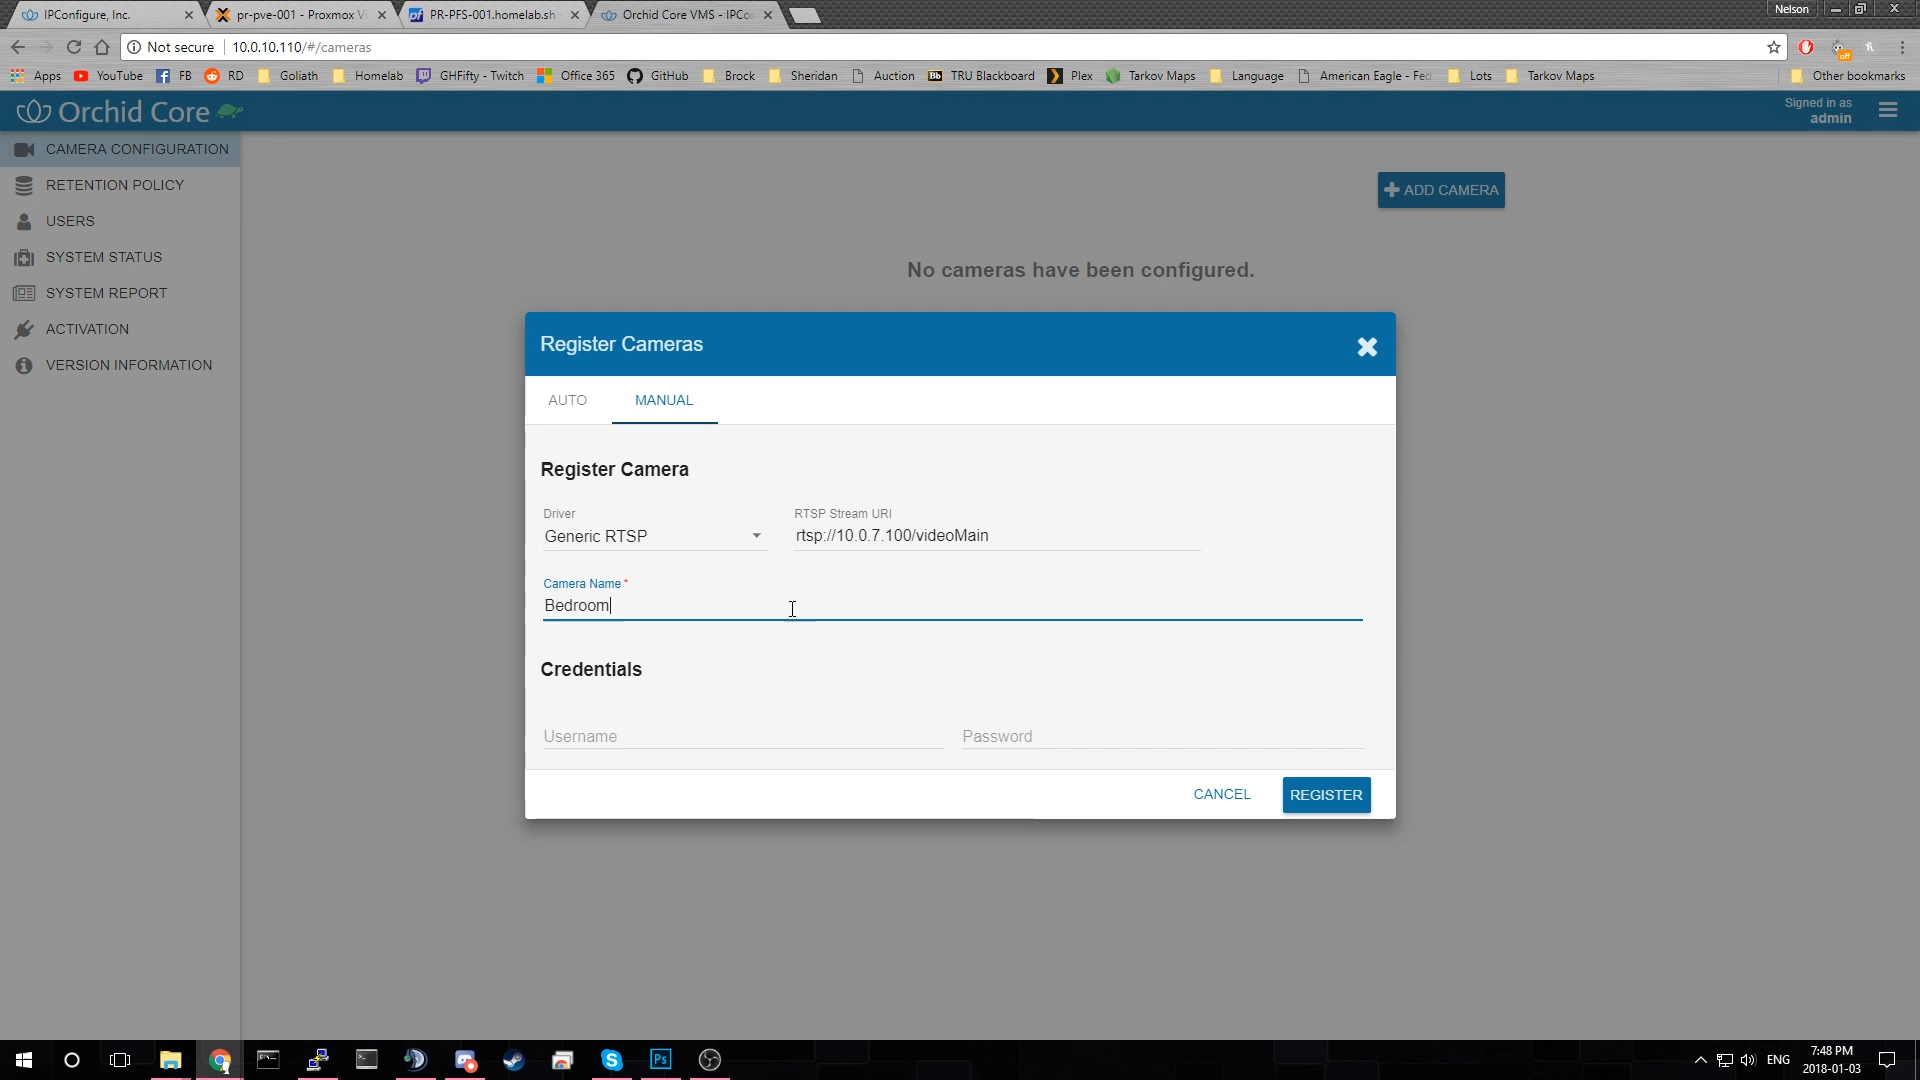 IPConfigure, Inc.
pr-pve-001 - Proxmox Vi
PR-PFS-001.homelab.sh
Orchid Core VMS - IPCo
Nelson
Not secure
10.0.10.110/#/cameras
Apps
YouTube
FB
RD
Goliath
Homelab
GHFifty - Twitch
Office 365
GitHub
Brock
Sheridan
Auction
TRU Blackboard
Plex
Tarkov Maps
Language
American Eagle - Fed
Lots
Tarkov Maps
Other bookmarks
Orchid Core
Signed in as
admin
CAMERA CONFIGURATION
RETENTION POLICY
USERS
SYSTEM STATUS
SYSTEM REPORT
ACTIVATION
VERSION INFORMATION
ADD CAMERA
No cameras have been configured.
Register Cameras
AUTO
MANUAL
Register Camera
Driver
Generic RTSP
RTSP Stream URI
rtsp://10.0.7.100/videoMain
Camera Name *
Bedroom
Credentials
Username
Password
CANCEL
REGISTER
ENG
7:48 PM
2018-01-03